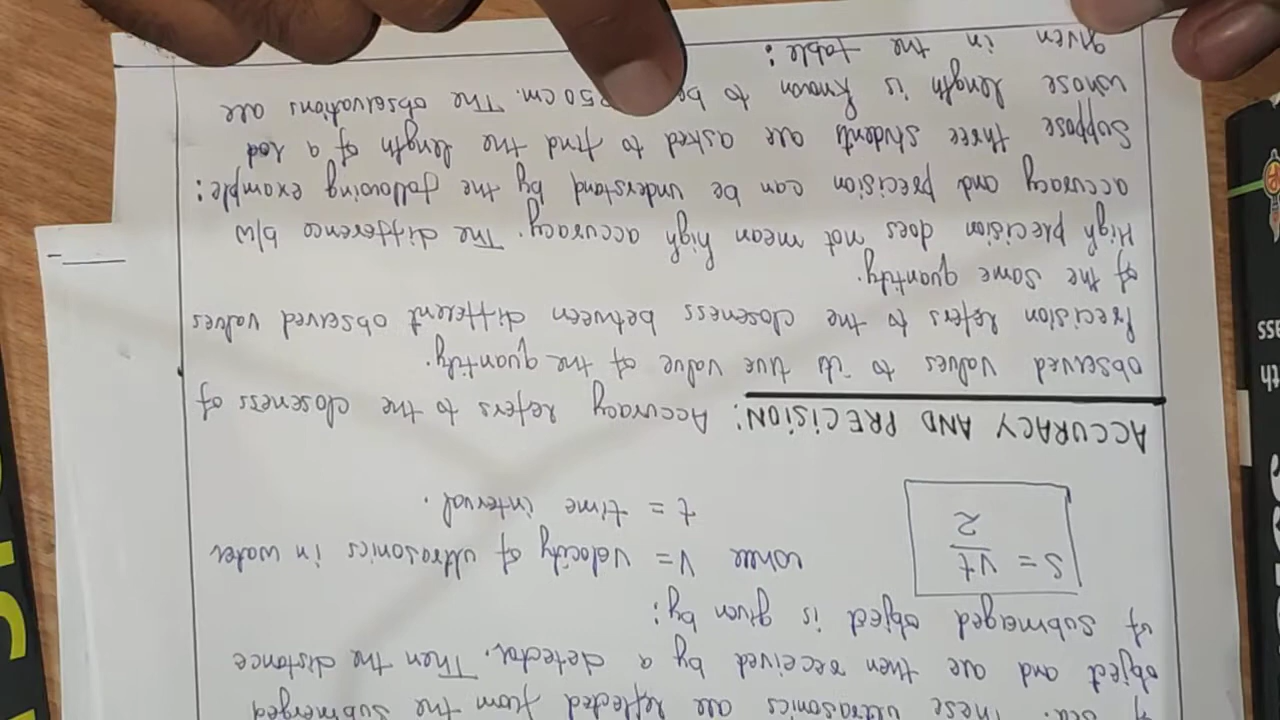 of sea. These ultrasonics are reflected from the submerged
object and are then received by a detector. Then the distance
of submerged object is given by:
S = vt/2 where v = velocity of ultrasonics in water
t = time interval.
ACCURACY AND PRECISION: Accuracy refers to the closeness of
observed values to its true value of the quantity.
Precision refers to the closeness between different observed values
of the same quantity.
High precision does not mean high accuracy. The difference b/w
accuracy and precision can be understand by the following example:
Suppose three students are asked to find the length of a rod
whose length is known to be 250cm. The observations are
given in the table: